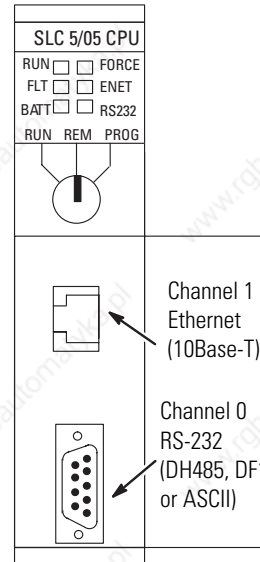 SLC 5/05 CPU
RUN FORCE
FLT ENET
BATT RS232
RUN REM PROG
Channel 1
Ethernet
(10Base-T)
Channel 0
RS-232
(DH485, DF1
or ASCII)